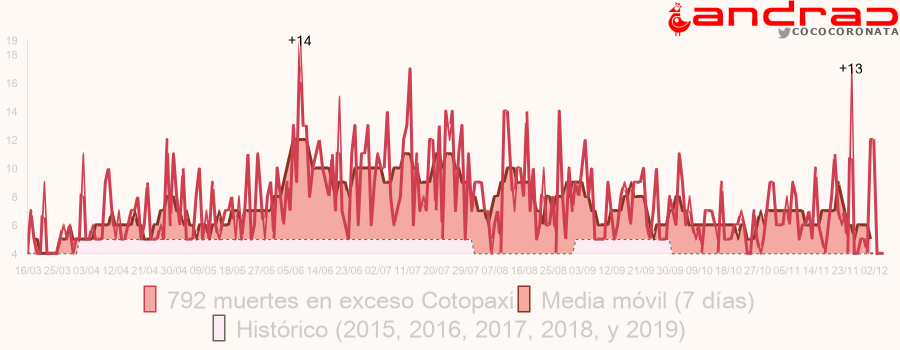 andrac
COCOCORONATA
+14
+13
19
18
16
14
12
10
8
6
4
16/03 25/03 03/04 12/04 21/04 30/04 09/05 18/05 27/05 05/06 14/06 23/06 02/07 11/07 20/07 29/07 07/08 16/08 25/08 03/09 12/09 21/09 30/09 09/10 18/10 27/10 05/11 14/11 23/11 02/12
792 muertes en exceso Cotopaxi Media móvil (7 días)
Histórico (2015, 2016, 2017, 2018, y 2019)